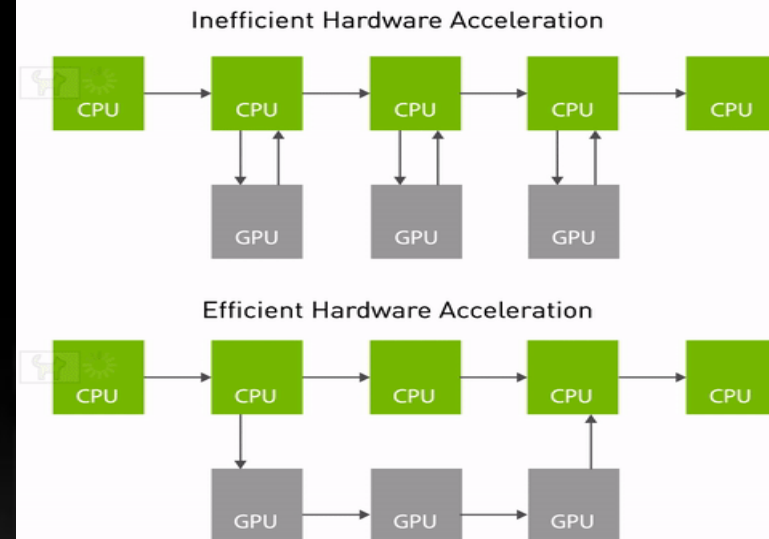 Inefficient Hardware Acceleration
CPU CPU CPU CPU CPU
GPU GPU GPU
Efficient Hardware Acceleration
CPU CPU CPU CPU CPU
GPU GPU GPU